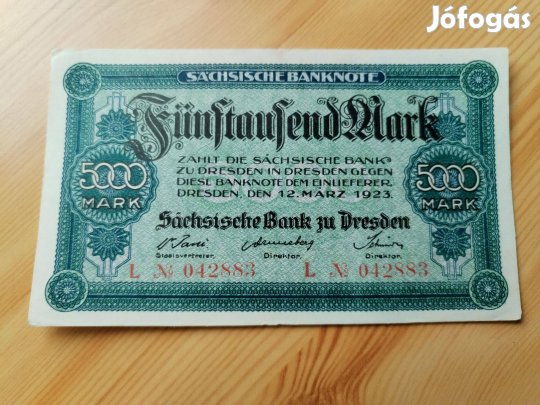 Jófogás
SÄCHSISCHE BANKNOTE
Fünftausend Mark
ZAHLT DIE SÄCHSISCHE BANK
ZU DRESDEN IN DRESDEN GEGEN
DIESE BANKNOTE DEM EINLIEFERER.
DRESDEN, DEN 12. MÄRZ 1923.
5000 MARK
5000 MARK
Sächsische Bank zu Dresden
Staatsvertreter. Direktor. Direktor.
L № 042883 L № 042883